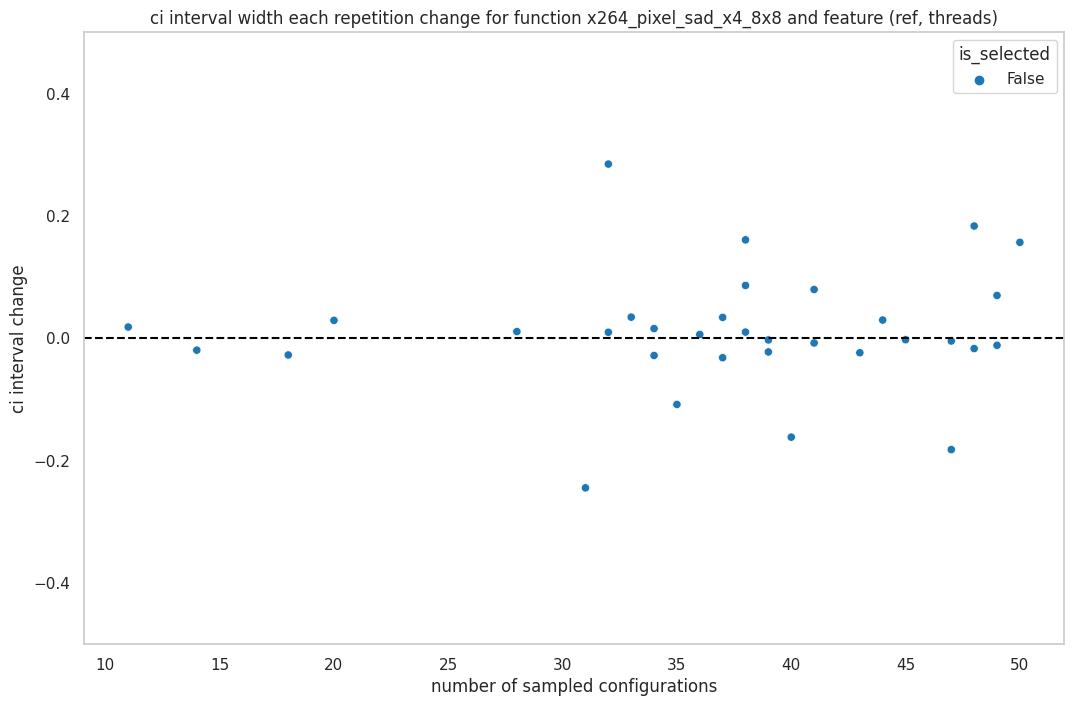 ci interval width each repetition change for function x264_pixel_sad_x4_8x8 and feature (ref, threads)
is_selected
False
0.4
0.2
0.0
−0.2
−0.4
ci interval change
10 15 20 25 30 35 40 45 50
number of sampled configurations